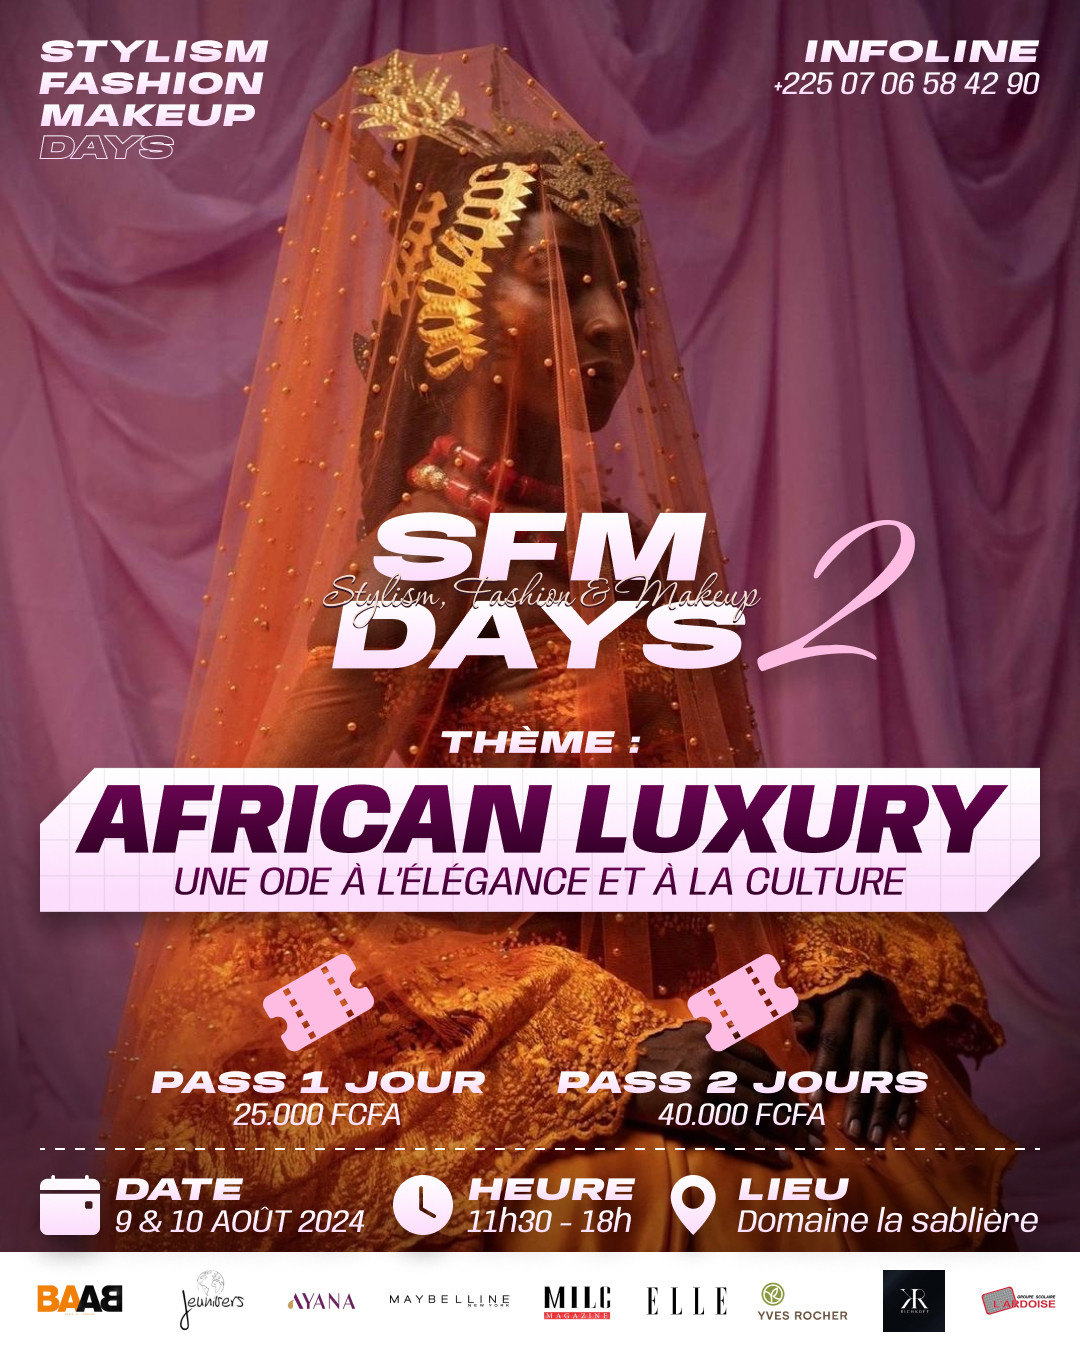 STYLISM
FASHION
MAKEUP
DAYS
INFOLINE
+225 07 06 58 42 90
SFM
Stylism, Fashion & Makeup
DAYS
2
THÈME :
AFRICAN LUXURY
UNE ODE À L'ÉLÉGANCE ET À LA CULTURE
PASS 1 JOUR
25.000 FCFA
PASS 2 JOURS
40.000 FCFA
DATE
9 & 10 AOÛT 2024
HEURE
11h30 - 18h
LIEU
Domaine la sablière
BAAB
Jeunivers
AYANA
MAYBELLINE
NEW YORK
MILC
MAGAZINE
ELLE
YVES ROCHER
KR
GROUPE SCOLAIRE
L'ARDOISE